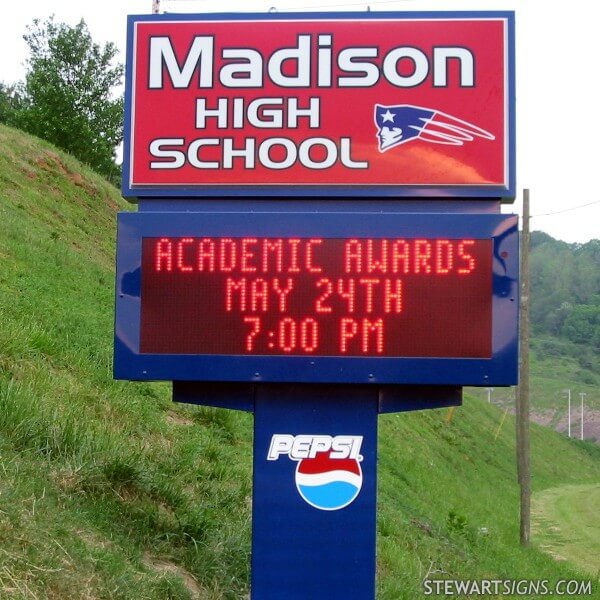 Madison
HIGH
SCHOOL
ACADEMIC AWARDS
MAY 24TH
7:00 PM
PEPSI
STEWARTSIGNS.COM